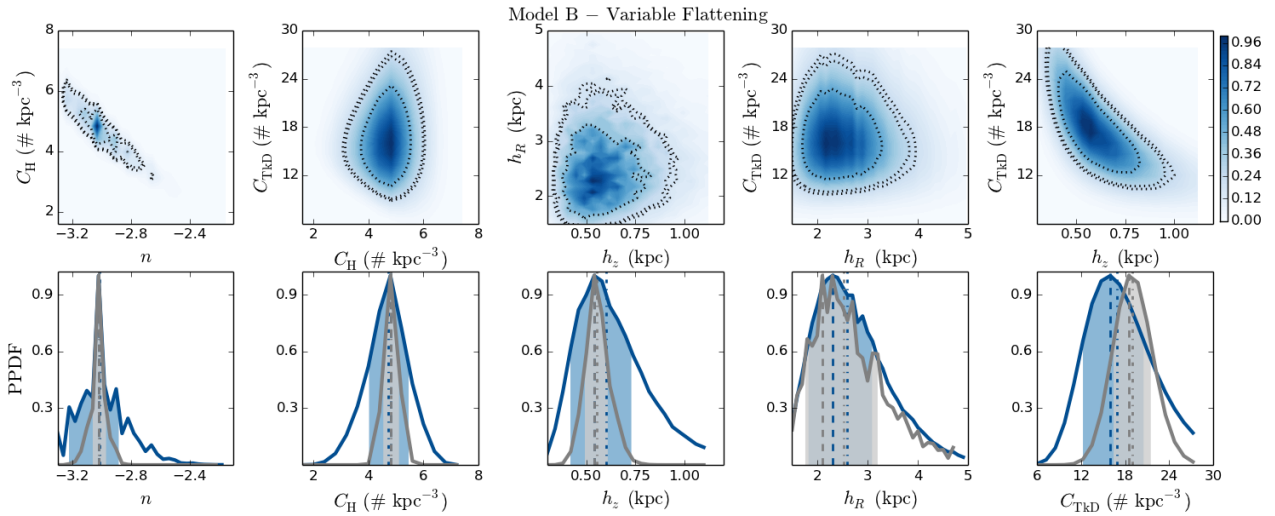 Model B − Variable Flattening
8
6
4
2
−3.2 −2.6 −2.2
C_H (# kpc⁻³)
n
30
24
18
12
2 4 6 8
C_TkD (# kpc⁻³)
C_H (# kpc⁻³)
5
4
3
2
0.50 0.75 1.00
h_R (kpc)
h_z (kpc)
30
24
18
12
2 3 4 5
C_TkD (# kpc⁻³)
h_R (kpc)
30
24
18
12
0.50 0.75 1.00
C_TkD (# kpc⁻³)
h_z (kpc)
0.96
0.84
0.72
0.60
0.48
0.36
0.24
0.12
0.00
PPDF
0.9
0.6
0.3
−3.2 −2.8 −2.2
n
0.9
0.6
0.3
2 4 6 8
C_H (# kpc⁻³)
0.9
0.6
0.3
0.50 0.75 1.00
h_z (kpc)
0.9
0.6
0.3
2 3 4 5
h_R (kpc)
0.9
0.6
0.3
6 12 18 24 30
C_TkD (# kpc⁻³)